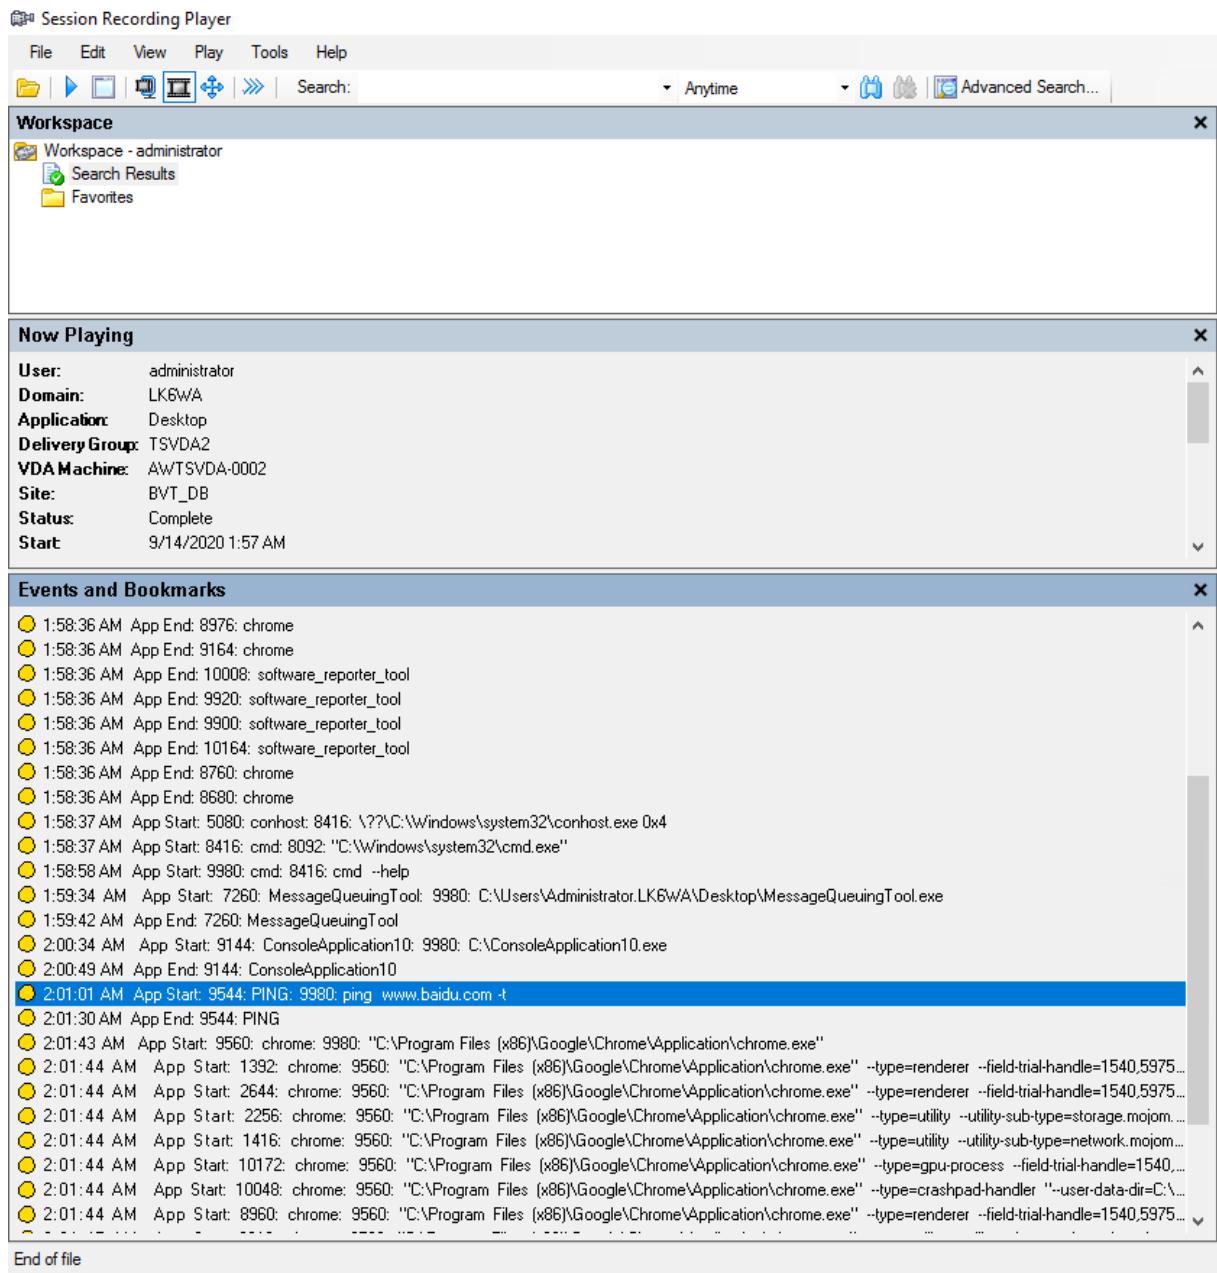 Session Recording Player
File Edit View Play Tools Help
Search: Anytime Advanced Search...
Workspace
Workspace - administrator
Search Results
Favorites
Now Playing
User: administrator
Domain: LK6WA
Application: Desktop
Delivery Group: TSVDA2
VDA Machine: AWTSVDA-0002
Site: BVT_DB
Status: Complete
Start: 9/14/2020 1:57 AM
Events and Bookmarks
1:58:36 AM App End: 8976: chrome
1:58:36 AM App End: 9164: chrome
1:58:36 AM App End: 10008: software_reporter_tool
1:58:36 AM App End: 9920: software_reporter_tool
1:58:36 AM App End: 9900: software_reporter_tool
1:58:36 AM App End: 10164: software_reporter_tool
1:58:36 AM App End: 8760: chrome
1:58:36 AM App End: 8680: chrome
1:58:37 AM App Start: 5080: conhost: 8416: \??\C:\Windows\system32\conhost.exe 0x4
1:58:37 AM App Start: 8416: cmd: 8092: "C:\Windows\system32\cmd.exe"
1:58:58 AM App Start: 9980: cmd: 8416: cmd --help
1:59:34 AM App Start: 7260: MessageQueuingTool: 9980: C:\Users\Administrator.LK6WA\Desktop\MessageQueuingTool.exe
1:59:42 AM App End: 7260: MessageQueuingTool
2:00:34 AM App Start: 9144: ConsoleApplication10: 9980: C:\ConsoleApplication10.exe
2:00:49 AM App End: 9144: ConsoleApplication10
2:01:01 AM App Start: 9544: PING: 9980: ping www.baidu.com -t
2:01:30 AM App End: 9544: PING
2:01:43 AM App Start: 9560: chrome: 9980: "C:\Program Files (x86)\Google\Chrome\Application\chrome.exe"
2:01:44 AM App Start: 1392: chrome: 9560: "C:\Program Files (x86)\Google\Chrome\Application\chrome.exe" --type=renderer --field-trial-handle=1540,5975...
2:01:44 AM App Start: 2644: chrome: 9560: "C:\Program Files (x86)\Google\Chrome\Application\chrome.exe" --type=renderer --field-trial-handle=1540,5975...
2:01:44 AM App Start: 2256: chrome: 9560: "C:\Program Files (x86)\Google\Chrome\Application\chrome.exe" --type=utility --utility-sub-type=storage.mojom....
2:01:44 AM App Start: 1416: chrome: 9560: "C:\Program Files (x86)\Google\Chrome\Application\chrome.exe" --type=utility --utility-sub-type=network.mojom...
2:01:44 AM App Start: 10172: chrome: 9560: "C:\Program Files (x86)\Google\Chrome\Application\chrome.exe" --type=gpu-process --field-trial-handle=1540,...
2:01:44 AM App Start: 10048: chrome: 9560: "C:\Program Files (x86)\Google\Chrome\Application\chrome.exe" --type=crashpad-handler "--user-data-dir=C:\...
2:01:44 AM App Start: 8960: chrome: 9560: "C:\Program Files (x86)\Google\Chrome\Application\chrome.exe" --type=renderer --field-trial-handle=1540,5975...
End of file